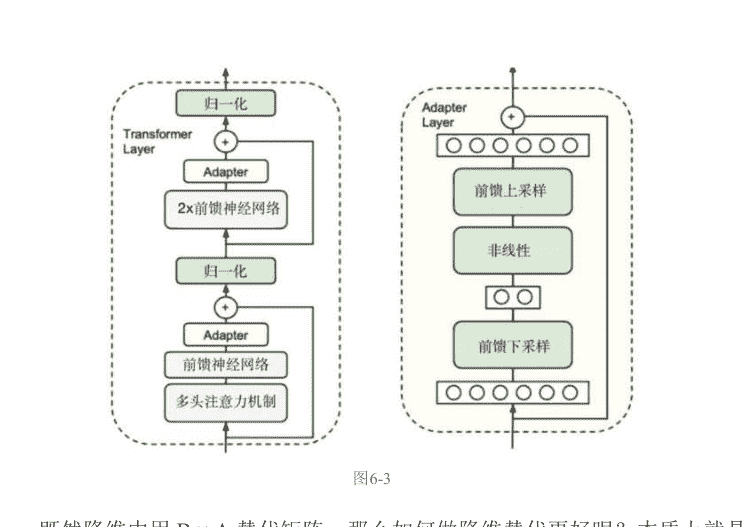 归一化
Transformer
Layer
Adapter
2x前馈神经网络
归一化
Adapter
前馈神经网络
多头注意力机制
Adapter
Layer
前馈上采样
非线性
前馈下采样
图6-3